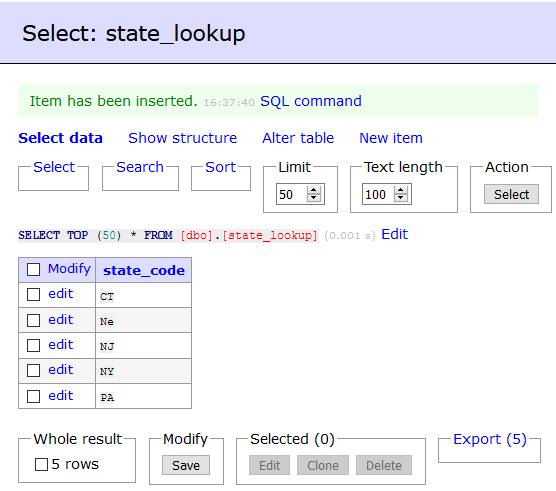 Select: state_lookup
Item has been inserted. 16:37:40 SQL command
Select data Show structure Alter table New item
Select Search Sort Limit Text length Action
50 100 Select
SELECT TOP (50) * FROM [dbo].[state_lookup] (0.001 s) Edit
Modify state_code
edit CT
edit Ne
edit NJ
edit NY
edit PA
Whole result Modify Selected (0) Export (5)
5 rows Save Edit Clone Delete